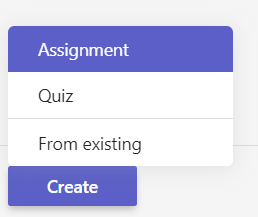 Assignment
Quiz
From existing
Create